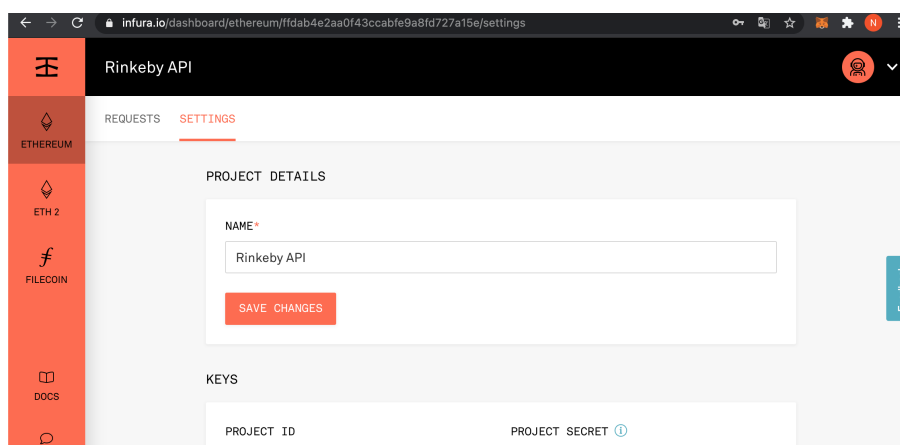 infura.io/dashboard/ethereum/ffdab4e2aa0f43ccabfe9a8fd727a15e/settings
N
Rinkeby API
ETHEREUM
ETH 2
FILECOIN
DOCS
REQUESTS SETTINGS
PROJECT DETAILS
NAME*
Rinkeby API
SAVE CHANGES
KEYS
PROJECT ID PROJECT SECRET